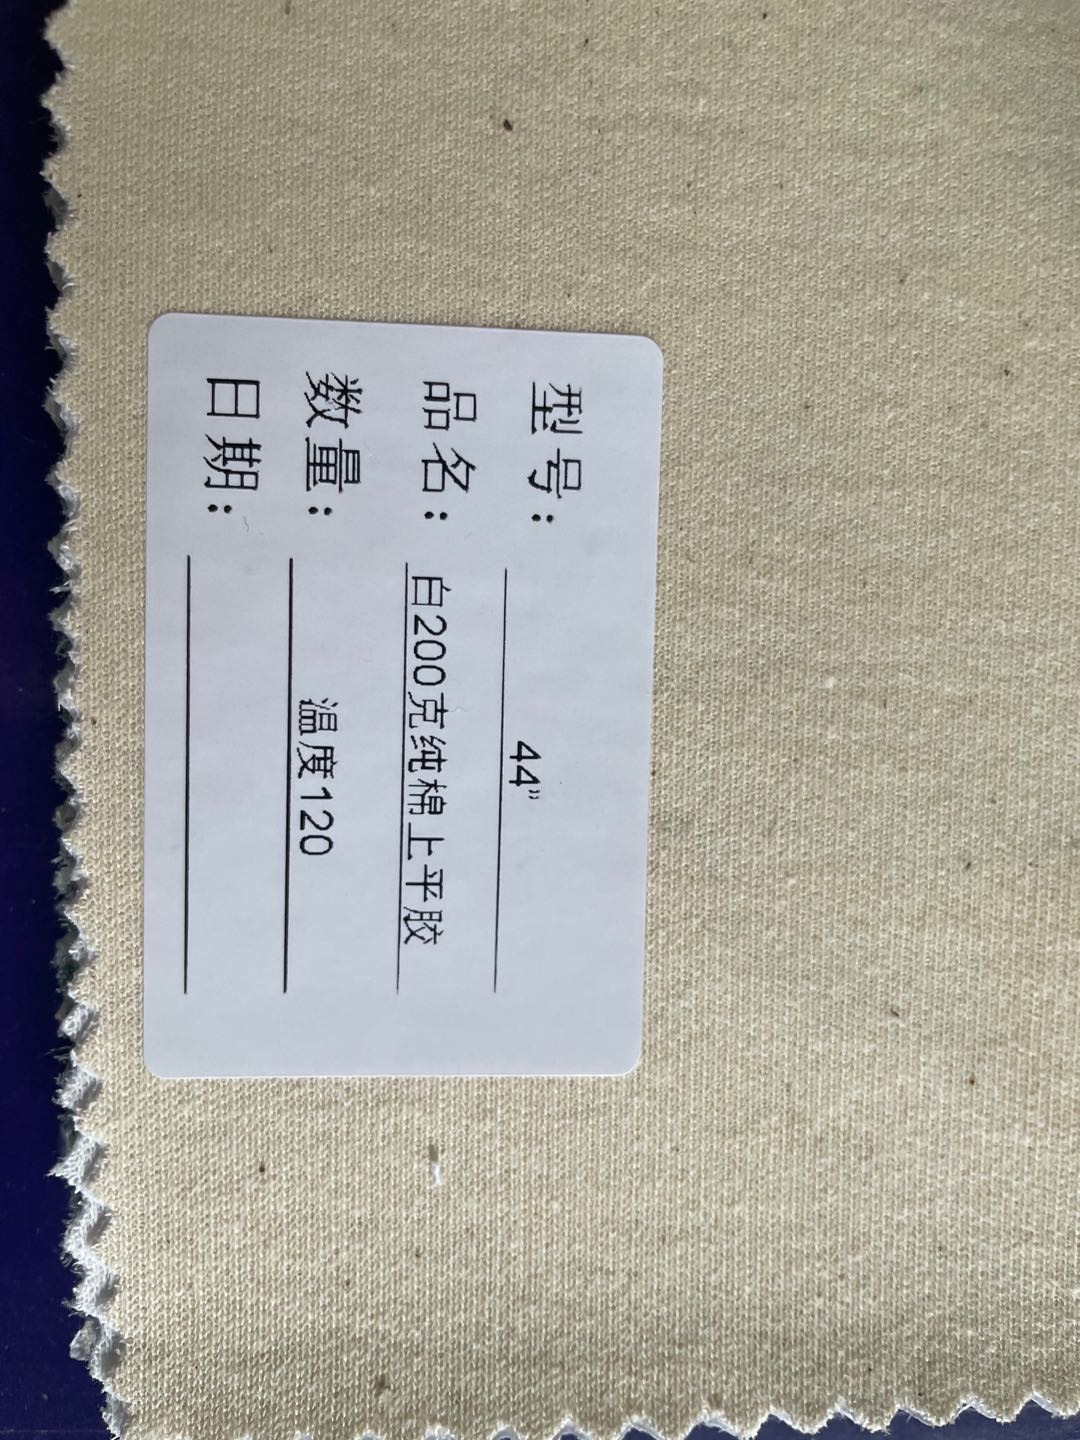 型号： 44"
品名： 白200克纯棉上平胶
数量： 温度120
日期：